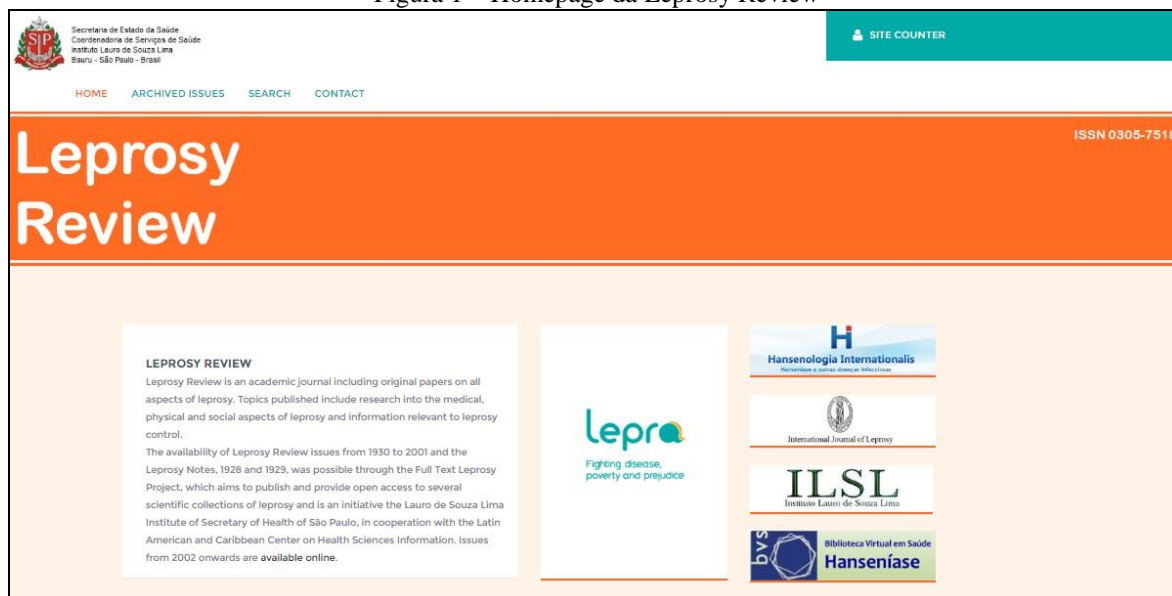 Figura 1 – Homepage da Leprosy Review
SIP
Secretaria de Estado da Saúde
Coordenadoria de Serviços de Saúde
Instituto Lauro de Souza Lima
Bauru - São Paulo - Brasil
SITE COUNTER
HOME ARCHIVED ISSUES SEARCH CONTACT
Leprosy
Review
ISSN 0305-7518
LEPROSY REVIEW
Leprosy Review is an academic journal including original papers on all
aspects of leprosy. Topics published include research into the medical,
physical and social aspects of leprosy and information relevant to leprosy
control.
The availability of Leprosy Review issues from 1930 to 2001 and the
Leprosy Notes, 1928 and 1929, was possible through the Full Text Leprosy
Project, which aims to publish and provide open access to several
scientific collections of leprosy and is an initiative the Lauro de Souza Lima
Institute of Secretary of Health of São Paulo, in cooperation with the Latin
American and Caribbean Center on Health Sciences Information. Issues
from 2002 onwards are available online.
lepra
Fighting disease,
poverty and prejudice
Hansenologia Internationalis
Hanseníase e outras doenças infecciosas
International Journal of Leprosy
ILSL
Instituto Lauro de Souza Lima
bvs
Biblioteca Virtual em Saúde
Hanseníase